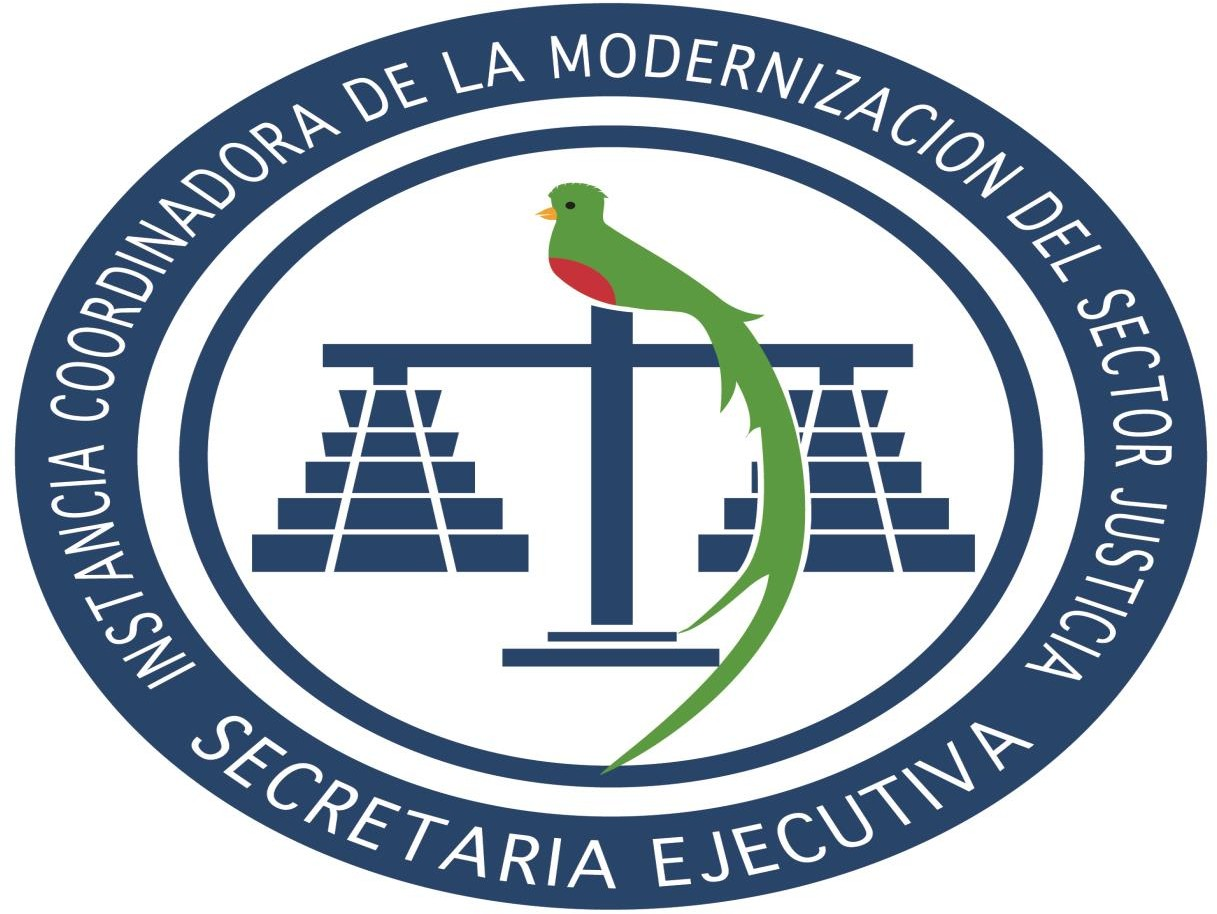 INSTANCIA COORDINADORA DE LA MODERNIZACION DEL SECTOR JUSTICIA
SECRETARIA EJECUTIVA